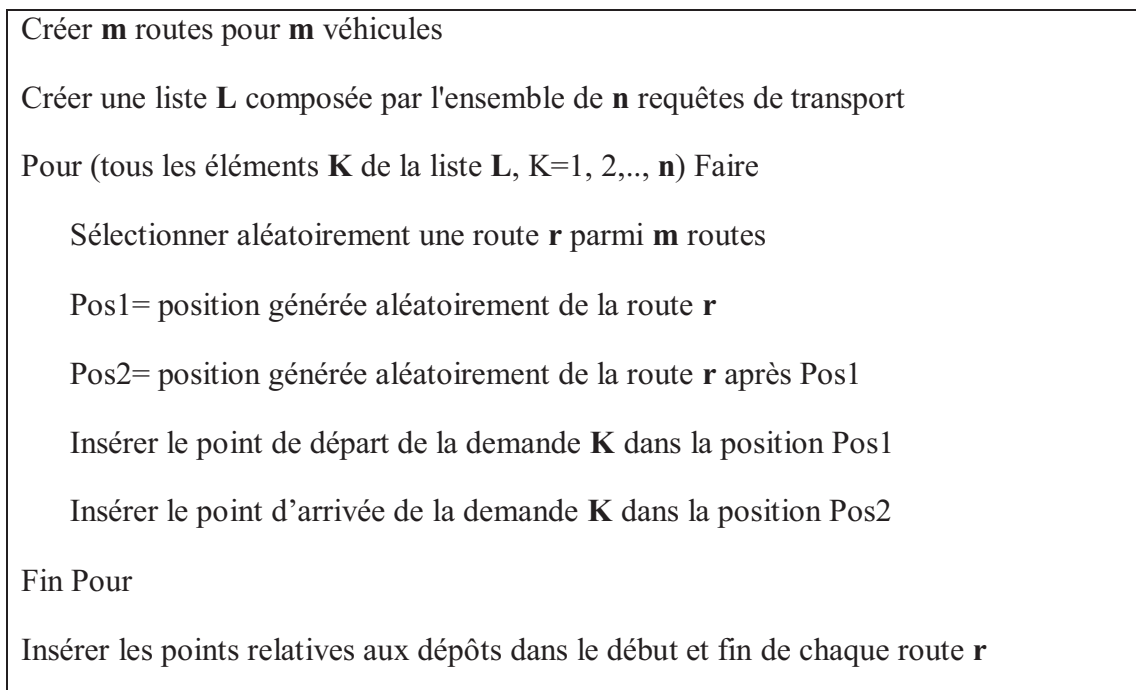 Créer m routes pour m véhicules
Créer une liste L composée par l'ensemble de n requêtes de transport
Pour (tous les éléments K de la liste L, K=1, 2,.., n) Faire
Sélectionner aléatoirement une route r parmi m routes
Pos1= position générée aléatoirement de la route r
Pos2= position générée aléatoirement de la route r après Pos1
Insérer le point de départ de la demande K dans la position Pos1
Insérer le point d’arrivée de la demande K dans la position Pos2
Fin Pour
Insérer les points relatives aux dépôts dans le début et fin de chaque route r